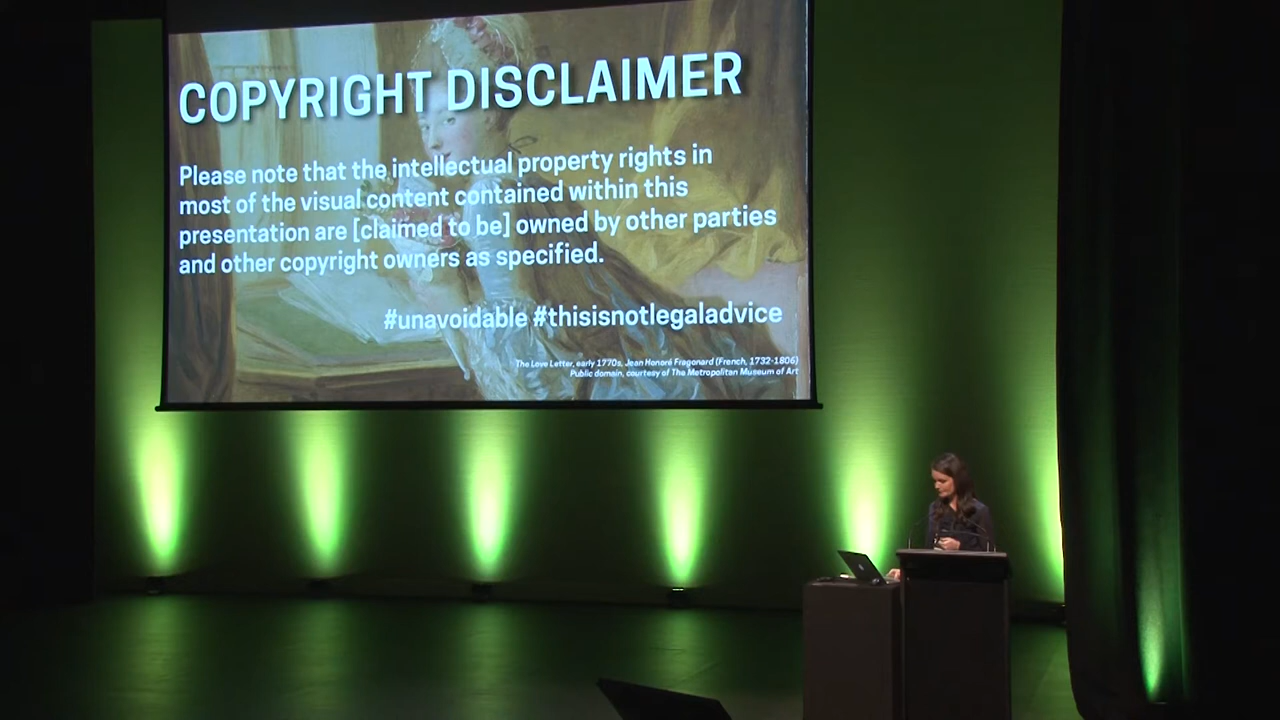 COPYRIGHT DISCLAIMER
Please note that the intellectual property rights in
most of the visual content contained within this
presentation are [claimed to be] owned by other parties
and other copyright owners as specified.
#unavoidable #thisisnotlegaladvice
The Love Letter, early 1770s, Jean Honoré Fragonard (French, 1732-1806)
Public domain, courtesy of The Metropolitan Museum of Art